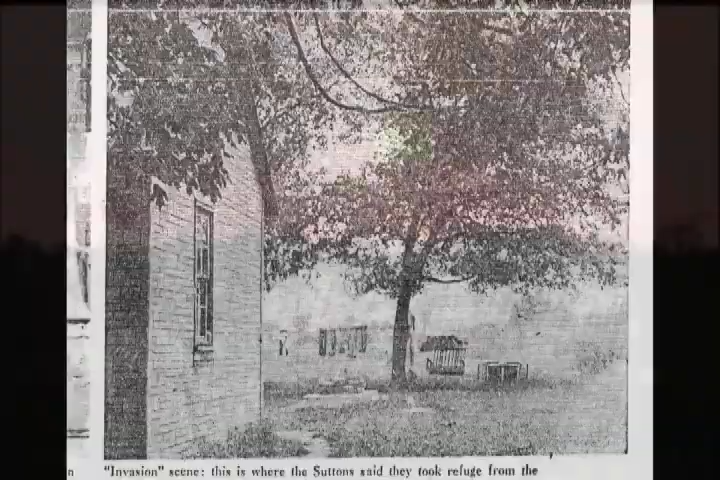 n "Invasion" scene: this is where the Suttons said they took refuge from the